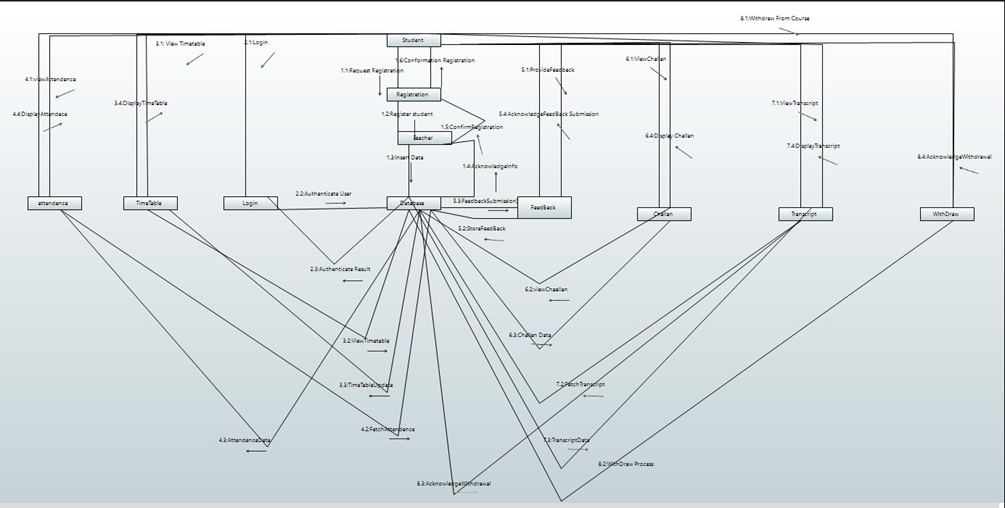 8.1:Withdraw From Course
Student
3.1: View Timetable
2.1:Login
1.6:Conformation Registration
6.1:ViewChallan
1.1:Request Registration
5.1:ProvideFeedback
4.1:viewAttendence
Registration
3.4:DisplayTimeTable
7.1:ViewTranscript
4.4:DisplayAttendece
1.2:Register student
5.4:AcknowledgeFeedBack Submission
1.5:ConfirmRegistration
Teacher
6.4:Display Challan
7.4:DisplayTranscript
1.3:Insert Data
8.4:AcknowledgeWithdrawal
1.4:AcknowledgeInfo
2.2:Authenticate User
attendence
TimeTable
Login
Database
5.3:FeedbackSubmission
FeedBack
Challan
Transcript
WithDraw
5.2:StoreFeedBack
2.3:Authenticate Result
6.2:viewChaallan
6.3:Challan Data
3.2:ViewTimetable
3.3:TimeTableUpdate
7.2:FetchTranscript
4.2:FetchAttendence
4.3:AttendenceData
7.3:TranscriptData
8.2:WithDraw Process
8.3:AcknowledgeWithdrawal